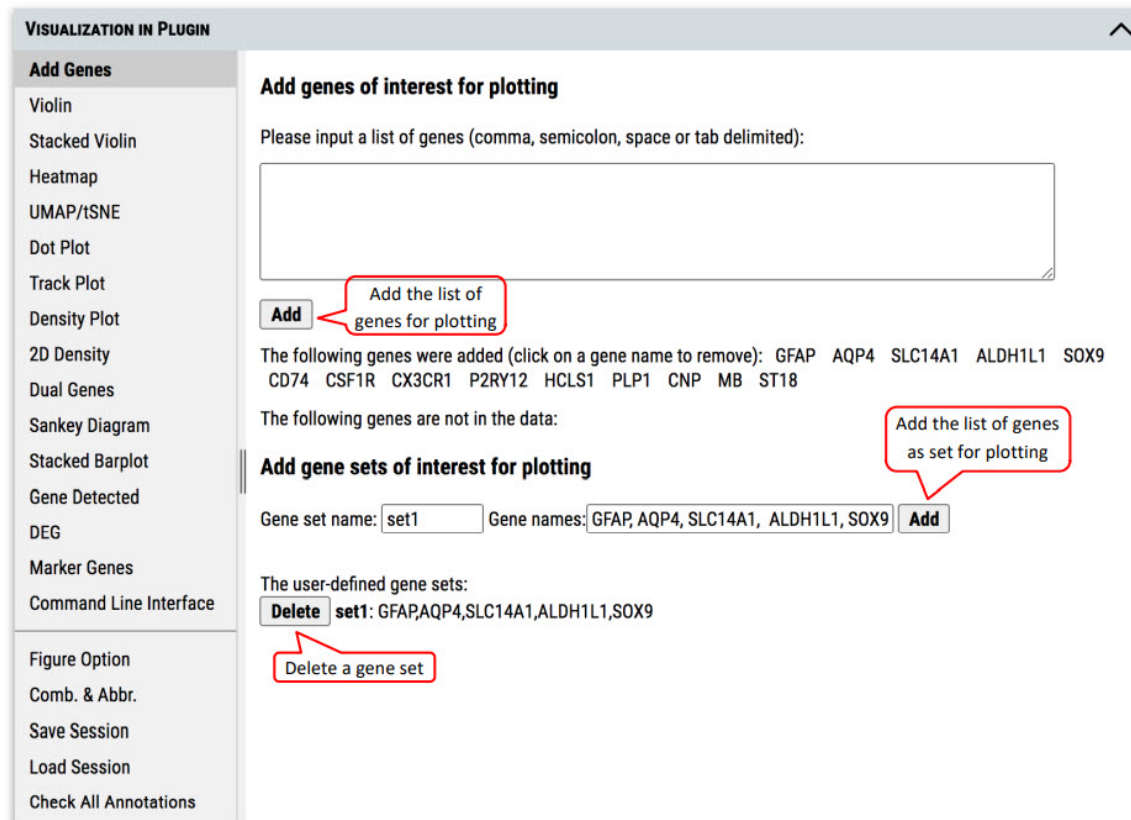 VISUALIZATION IN PLUGIN
Add Genes
Violin
Stacked Violin
Heatmap
UMAP/tSNE
Dot Plot
Track Plot
Density Plot
2D Density
Dual Genes
Sankey Diagram
Stacked Barplot
Gene Detected
DEG
Marker Genes
Command Line Interface
Figure Option
Comb. & Abbr.
Save Session
Load Session
Check All Annotations
Add genes of interest for plotting
Please input a list of genes (comma, semicolon, space or tab delimited):
Add
Add the list of
genes for plotting
The following genes were added (click on a gene name to remove): GFAP AQP4 SLC14A1 ALDH1L1 SOX9
CD74 CSF1R CX3CR1 P2RY12 HCLS1 PLP1 CNP MB ST18
The following genes are not in the data:
Add the list of genes
as set for plotting
Add gene sets of interest for plotting
Gene set name: set1 Gene names: GFAP, AQP4, SLC14A1, ALDH1L1, SOX9 Add
The user-defined gene sets:
Delete set1: GFAP,AQP4,SLC14A1,ALDH1L1,SOX9
Delete a gene set